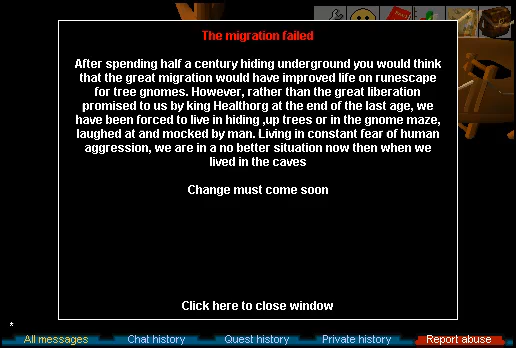 The migration failed
After spending half a century hiding underground you would think
that the great migration would have improved life on runescape
for tree gnomes. However, rather than the great liberation
promised to us by king Healthorg at the end of the last age, we
have been forced to live in hiding ,up trees or in the gnome maze,
laughed at and mocked by man. Living in constant fear of human
aggression, we are in a no better situation now then when we
lived in the caves
Change must come soon
Click here to close window
*
All messages
Chat history
Quest history
Private history
Report abuse